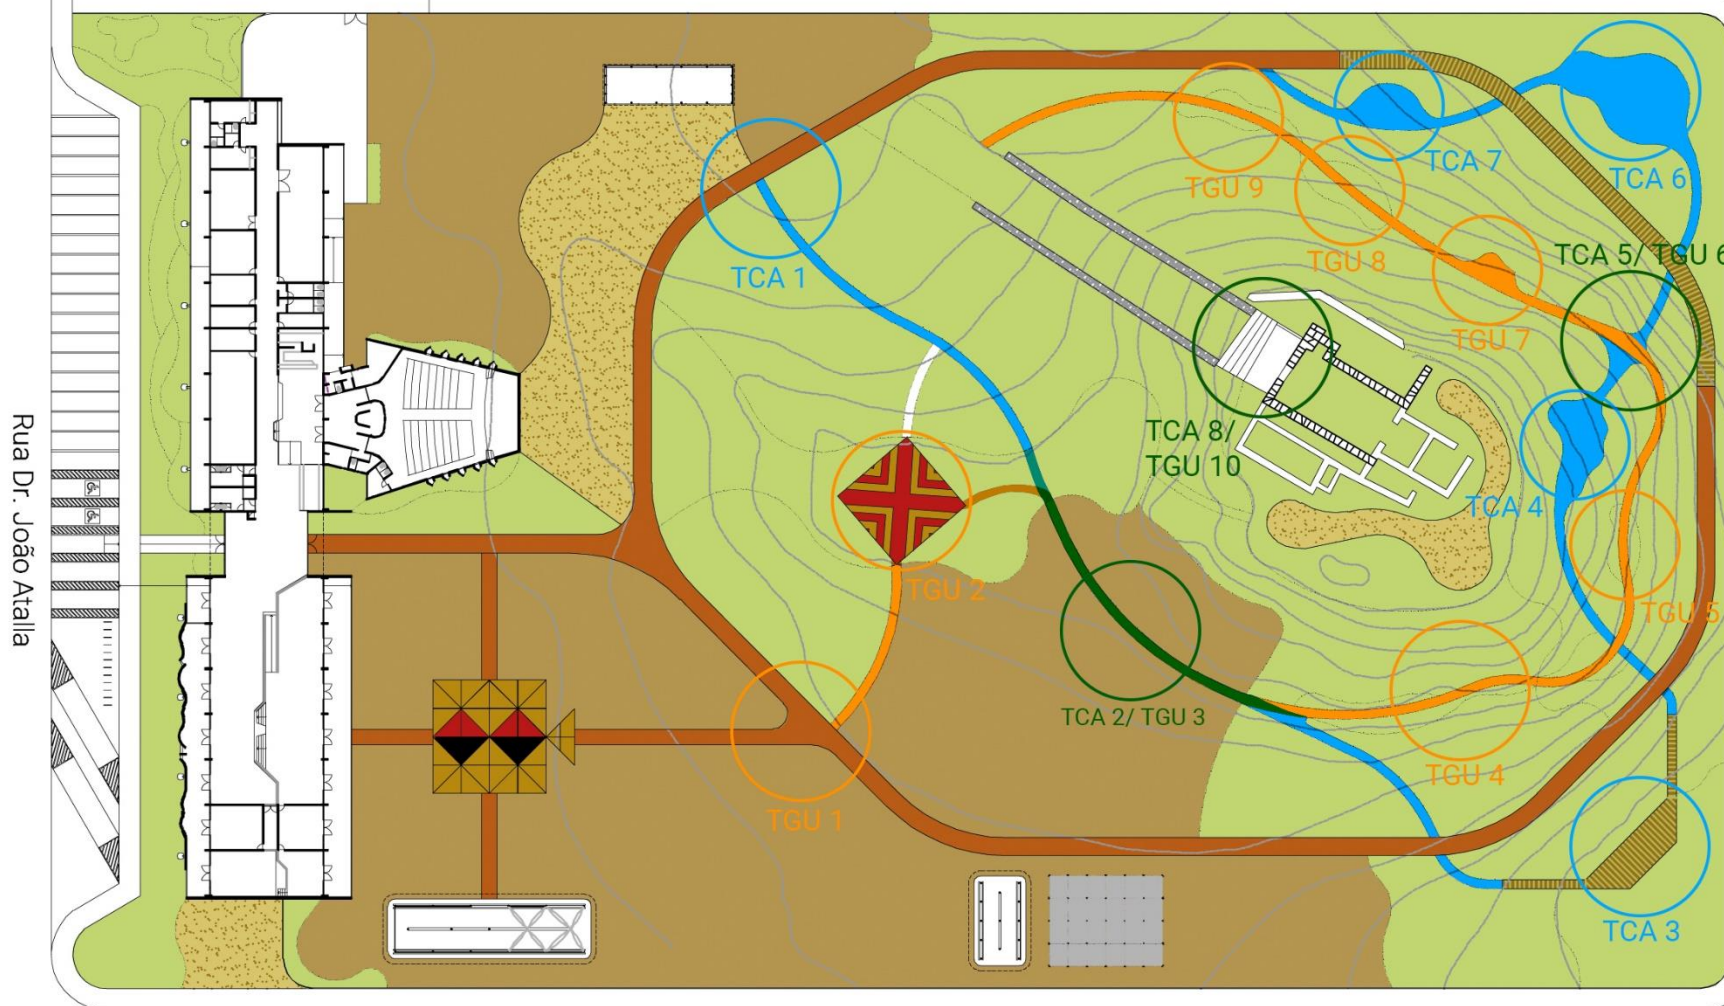 TCA 7
TCA 6
TGU 9
TCA 1
TGU 8
TCA 5/ TGU 6
TGU 7
TCA 8/
TGU 10
Rua Dr. João Atalla
TCA 4
TGU 2
TGU 5
TCA 2/ TGU 3
TGU 4
TGU 1
TCA 3